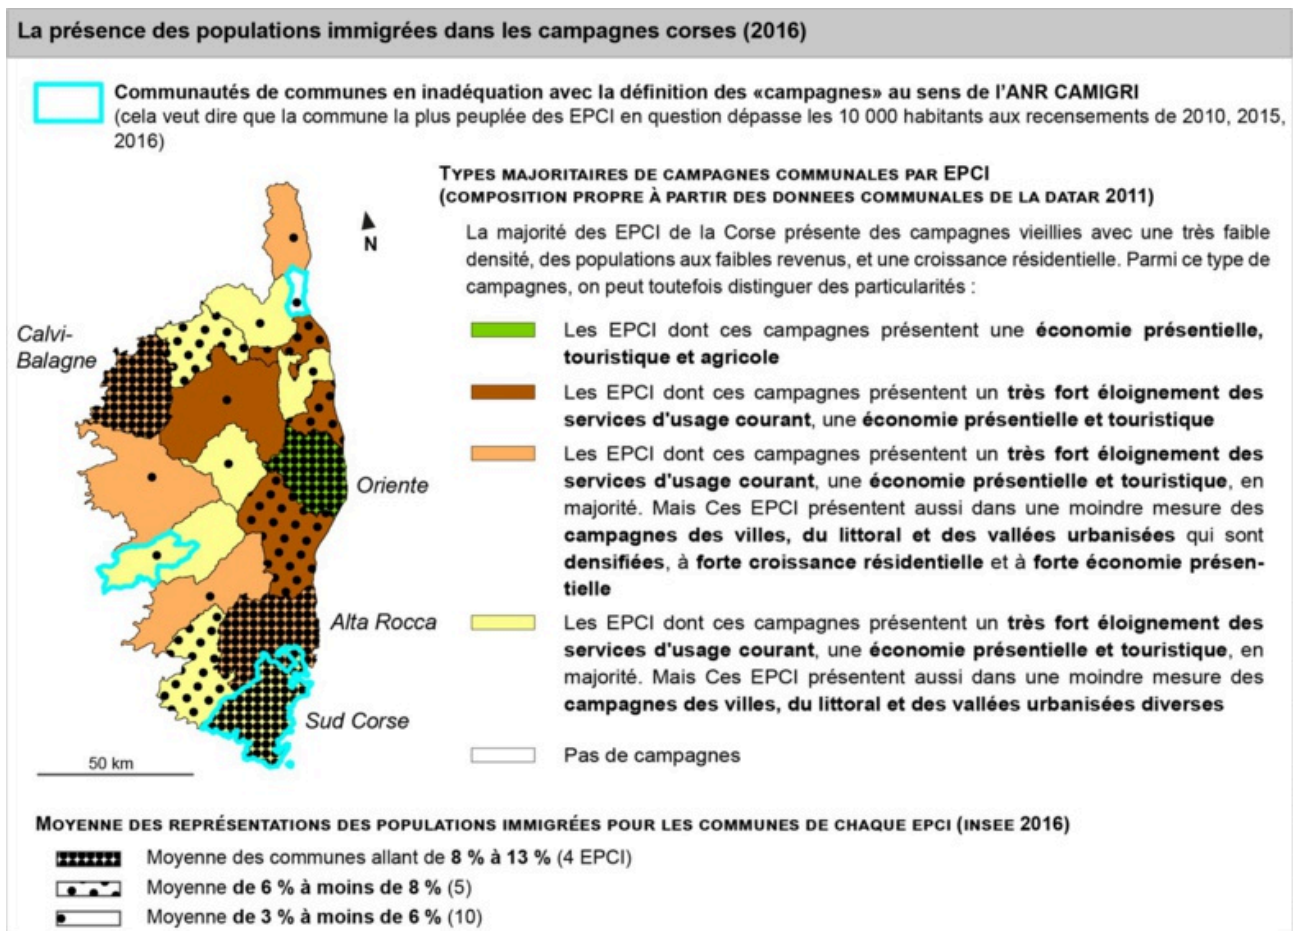 La présence des populations immigrées dans les campagnes corses (2016)
Communautés de communes en inadéquation avec la définition des «campagnes» au sens de l'ANR CAMIGRI
(cela veut dire que la commune la plus peuplée des EPCI en question dépasse les 10 000 habitants aux recensements de 2010, 2015,
2016)
TYPES MAJORITAIRES DE CAMPAGNES COMMUNALES PAR EPCI
(COMPOSITION PROPRE À PARTIR DES DONNEES COMMUNALES DE LA DATAR 2011)
La majorité des EPCI de la Corse présente des campagnes vieillies avec une très faible
densité, des populations aux faibles revenus, et une croissance résidentielle. Parmi ce type de
campagnes, on peut toutefois distinguer des particularités :
Les EPCI dont ces campagnes présentent une économie présentielle,
touristique et agricole
Les EPCI dont ces campagnes présentent un très fort éloignement des
services d'usage courant, une économie présentielle et touristique
Les EPCI dont ces campagnes présentent un très fort éloignement des
services d'usage courant, une économie présentielle et touristique, en
majorité. Mais Ces EPCI présentent aussi dans une moindre mesure des
campagnes des villes, du littoral et des vallées urbanisées qui sont
densifiées, à forte croissance résidentielle et à forte économie présen-
tielle
Les EPCI dont ces campagnes présentent un très fort éloignement des
services d'usage courant, une économie présentielle et touristique, en
majorité. Mais Ces EPCI présentent aussi dans une moindre mesure des
campagnes des villes, du littoral et des vallées urbanisées diverses
Pas de campagnes
N
Calvi-
Balagne
Oriente
Alta Rocca
Sud Corse
50 km
MOYENNE DES REPRÉSENTATIONS DES POPULATIONS IMMIGRÉES POUR LES COMMUNES DE CHAQUE EPCI (INSEE 2016)
Moyenne des communes allant de 8 % à 13 % (4 EPCI)
Moyenne de 6 % à moins de 8 % (5)
Moyenne de 3 % à moins de 6 % (10)